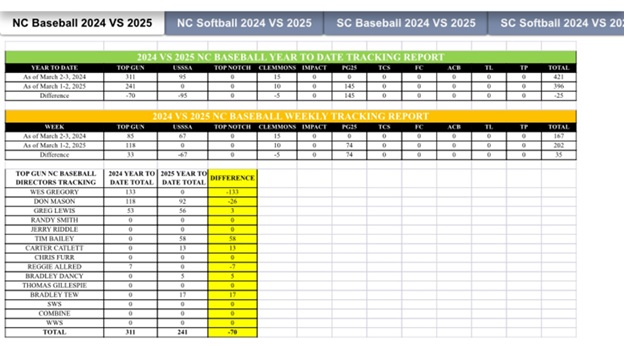 NC Baseball 2024 VS 2025 NC Softball 2024 VS 2025 SC Baseball 2024 VS 2025 SC Softball 2024 VS
2024 VS 2025 NC BASEBALL YEAR TO DATE TRACKING REPORT
YEAR TO DATE TOP GUN USSSA TOP NOTCH CLEMMONS IMPACT PG25 TCS FC ACB TL TP TOTAL
As of March 2-3, 2024 311 95 0 15 0 0 0 0 0 0 0 421
As of March 1-2, 2025 241 0 0 10 0 145 0 0 0 0 0 396
Difference -70 -95 0 -5 0 145 0 0 0 0 0 -25
2024 VS 2025 NC BASEBALL WEEKLY TRACKING REPORT
WEEK TOP GUN USSSA TOP NOTCH CLEMMONS IMPACT PG25 TCS FC ACB TL TP TOTAL
As of March 2-3, 2024 85 67 0 15 0 0 0 0 0 0 0 167
As of March 1-2, 2025 118 0 0 10 0 74 0 0 0 0 0 202
Difference 33 -67 0 -5 0 74 0 0 0 0 0 35
TOP GUN NC BASEBALL 2024 YEAR TO 2025 YEAR TO DIFFERENCE
DIRECTORS TRACKING DATE TOTAL DATE TOTAL
WES GREGORY 133 0 -133
DON MASON 118 92 -26
GREG LEWIS 53 56 3
RANDY SMITH 0 0 0
JERRY RIDDLE 0 0 0
TIM BAILEY 0 58 58
CARTER CATLETT 0 13 13
CHRIS FURR 0 0 0
REGGIE ALLRED 7 0 -7
BRADLEY DANCY 0 5 5
THOMAS GILLESPIE 0 0 0
BRADLEY TEW 0 17 17
SWS 0 0 0
COMBINE 0 0 0
WWS 0 0 0
TOTAL 311 241 -70